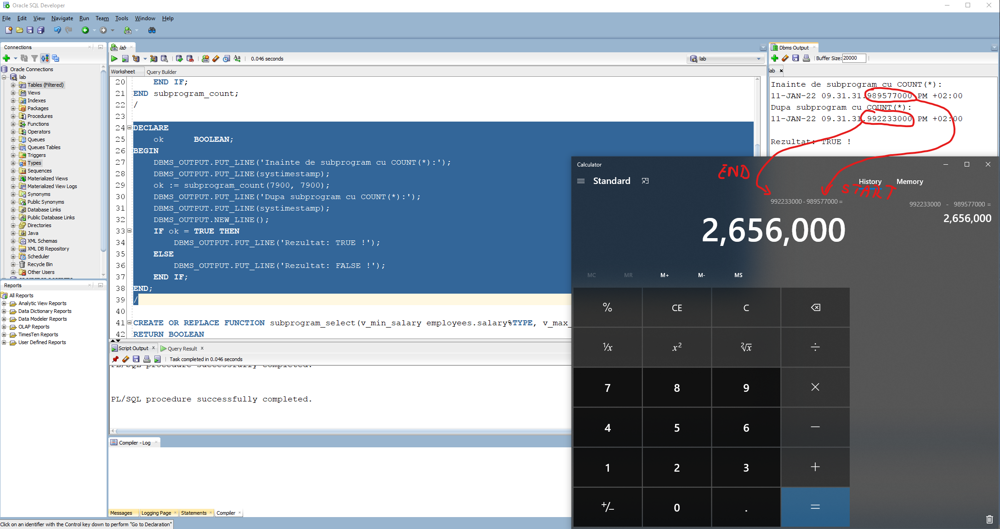 Oracle SQL Developer
File Edit View Navigate Run Team Tools Window Help
Connections
Oracle Connections
lab
Tables (Filtered)
Views
Indexes
Packages
Procedures
Functions
Operators
Queues
Queues Tables
Triggers
Types
Sequences
Materialized Views
Materialized View Logs
Synonyms
Public Synonyms
Database Links
Public Database Links
Directories
Java
XML Schemas
XML DB Repository
Scheduler
Recycle Bin
Other Users
Reports
All Reports
Analytic View Reports
Data Dictionary Reports
Data Modeler Reports
OLAP Reports
TimesTen Reports
User Defined Reports
lab
0.046 seconds
lab
Worksheet Query Builder
20 END IF;
21 END subprogram_count;
22 /
23
24 DECLARE
25 ok BOOLEAN;
26 BEGIN
27 DBMS_OUTPUT.PUT_LINE('Inainte de subprogram cu COUNT(*):');
28 DBMS_OUTPUT.PUT_LINE(systimestamp);
29 ok := subprogram_count(7900, 7900);
30 DBMS_OUTPUT.PUT_LINE('Dupa subprogram cu COUNT(*):');
31 DBMS_OUTPUT.PUT_LINE(systimestamp);
32 DBMS_OUTPUT.NEW_LINE();
33 IF ok = TRUE THEN
34 DBMS_OUTPUT.PUT_LINE('Rezultat: TRUE !');
35 ELSE
36 DBMS_OUTPUT.PUT_LINE('Rezultat: FALSE !');
37 END IF;
38 END;
39 /
40
41 CREATE OR REPLACE FUNCTION subprogram_select(v_min_salary employees.salary%TYPE, v_max_
42 RETURN BOOLEAN
Script Output Query Result
Task completed in 0.046 seconds
PL/SQL procedure successfully completed.
PL/SQL procedure successfully completed.
Compiler - Log
Messages Logging Page Statements Compiler
Click on an identifier with the Control key down to perform "Go to Declaration"
Dbms Output
Buffer Size: 20000
lab
Inainte de subprogram cu COUNT(*):
11-JAN-22 09.31.31.989577000 PM +02:00
Dupa subprogram cu COUNT(*):
11-JAN-22 09.31.31.992233000 PM +02:00
Rezultat: TRUE !
Calculator
Standard
END
START
History Memory
992233000 - 989577000 =
2,656,000
992233000 - 989577000 =
2,656,000
MC MR M+ M- MS
% CE C
1/x x² ²√x ÷
7 8 9 ×
4 5 6 −
1 2 3 +
+/− 0 . =